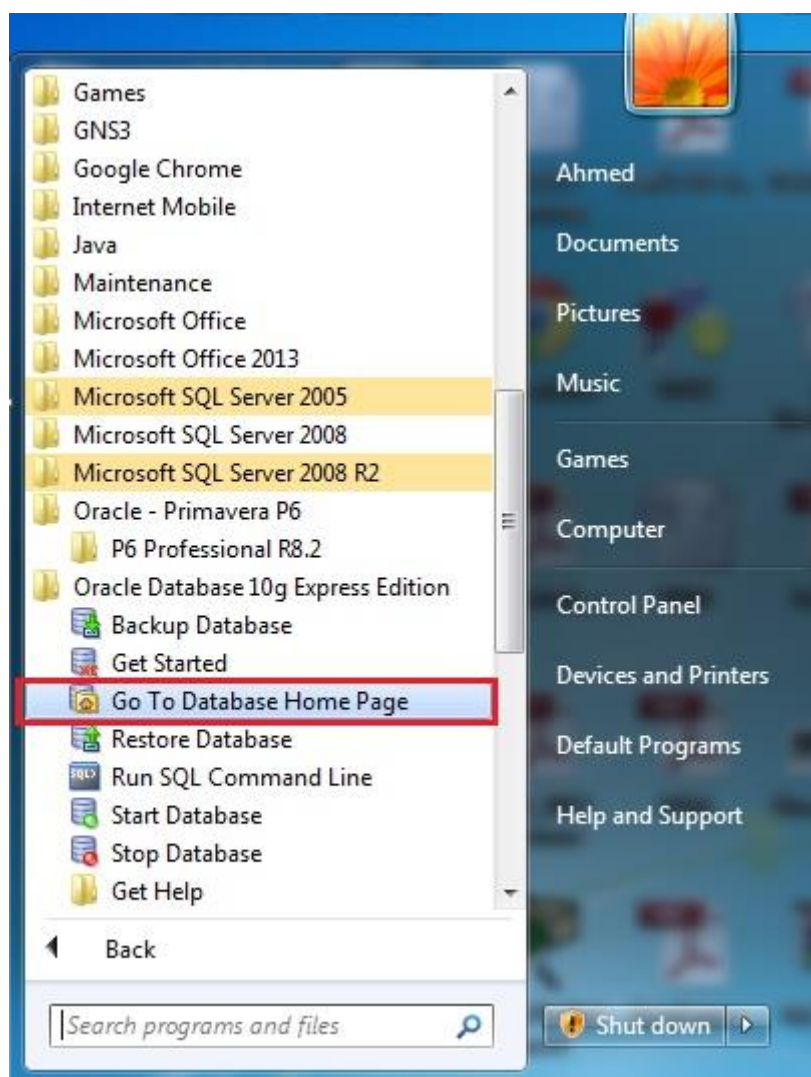 Games
GNS3
Google Chrome
Internet Mobile
Java
Maintenance
Microsoft Office
Microsoft Office 2013
Microsoft SQL Server 2005
Microsoft SQL Server 2008
Microsoft SQL Server 2008 R2
Oracle - Primavera P6
P6 Professional R8.2
Oracle Database 10g Express Edition
Backup Database
Get Started
Go To Database Home Page
Restore Database
Run SQL Command Line
Start Database
Stop Database
Get Help
Back
Search programs and files
Ahmed
Documents
Pictures
Music
Games
Computer
Control Panel
Devices and Printers
Default Programs
Help and Support
Shut down